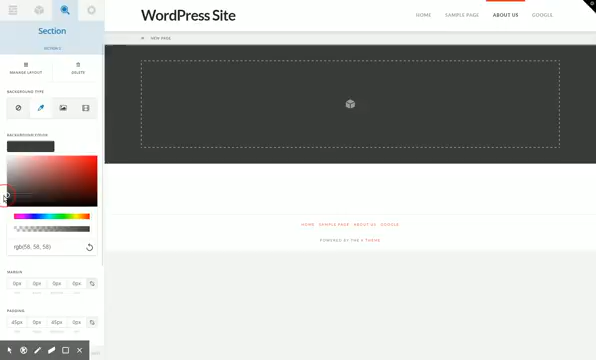 Section
SECTION 2
MANAGE LAYOUT
DELETE
BACKGROUND TYPE
BACKGROUND COLOR
rgb(58, 58, 58)
MARGIN
0px 0px 0px 0px
PADDING
45px 0px 45px 0px
WordPress Site
HOME SAMPLE PAGE ABOUT US GOOGLE
NEW PAGE
HOME SAMPLE PAGE ABOUT US GOOGLE
POWERED BY THE X THEME